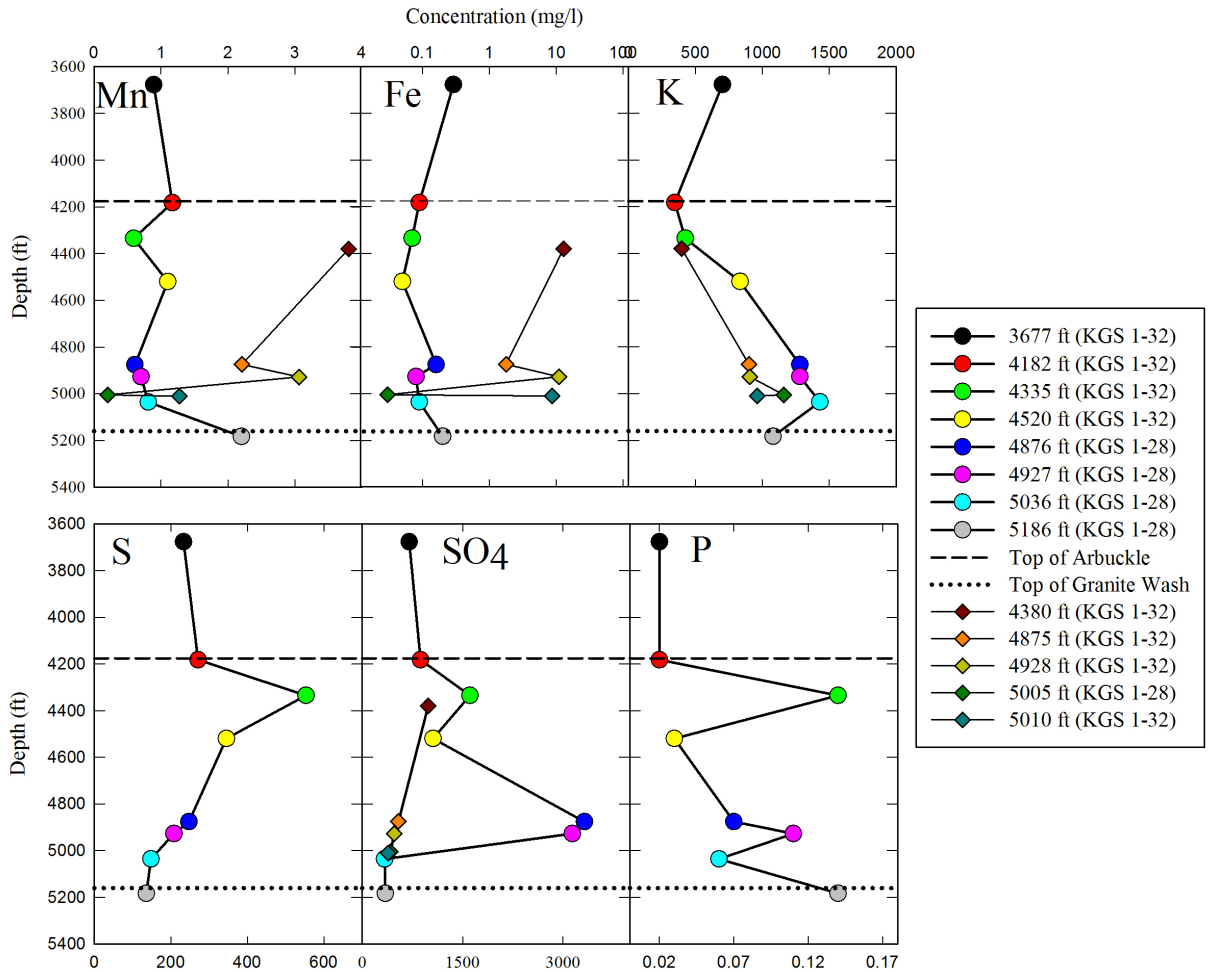 Concentration (mg/l)
0 1 2 3 4 0.1 1 10 100 0 500 1000 1500 2000
Mn Fe K
3600
3800
4000
4200
4400
4600
4800
5000
5200
5400
Depth (ft)
S SO4 P
3600
3800
4000
4200
4400
4600
4800
5000
5200
5400
Depth (ft)
0 200 400 600 0 1500 3000 0.02 0.07 0.12 0.17
3677 ft (KGS 1-32)
4182 ft (KGS 1-32)
4335 ft (KGS 1-32)
4520 ft (KGS 1-32)
4876 ft (KGS 1-28)
4927 ft (KGS 1-28)
5036 ft (KGS 1-28)
5186 ft (KGS 1-28)
Top of Arbuckle
Top of Granite Wash
4380 ft (KGS 1-32)
4875 ft (KGS 1-32)
4928 ft (KGS 1-32)
5005 ft (KGS 1-28)
5010 ft (KGS 1-32)